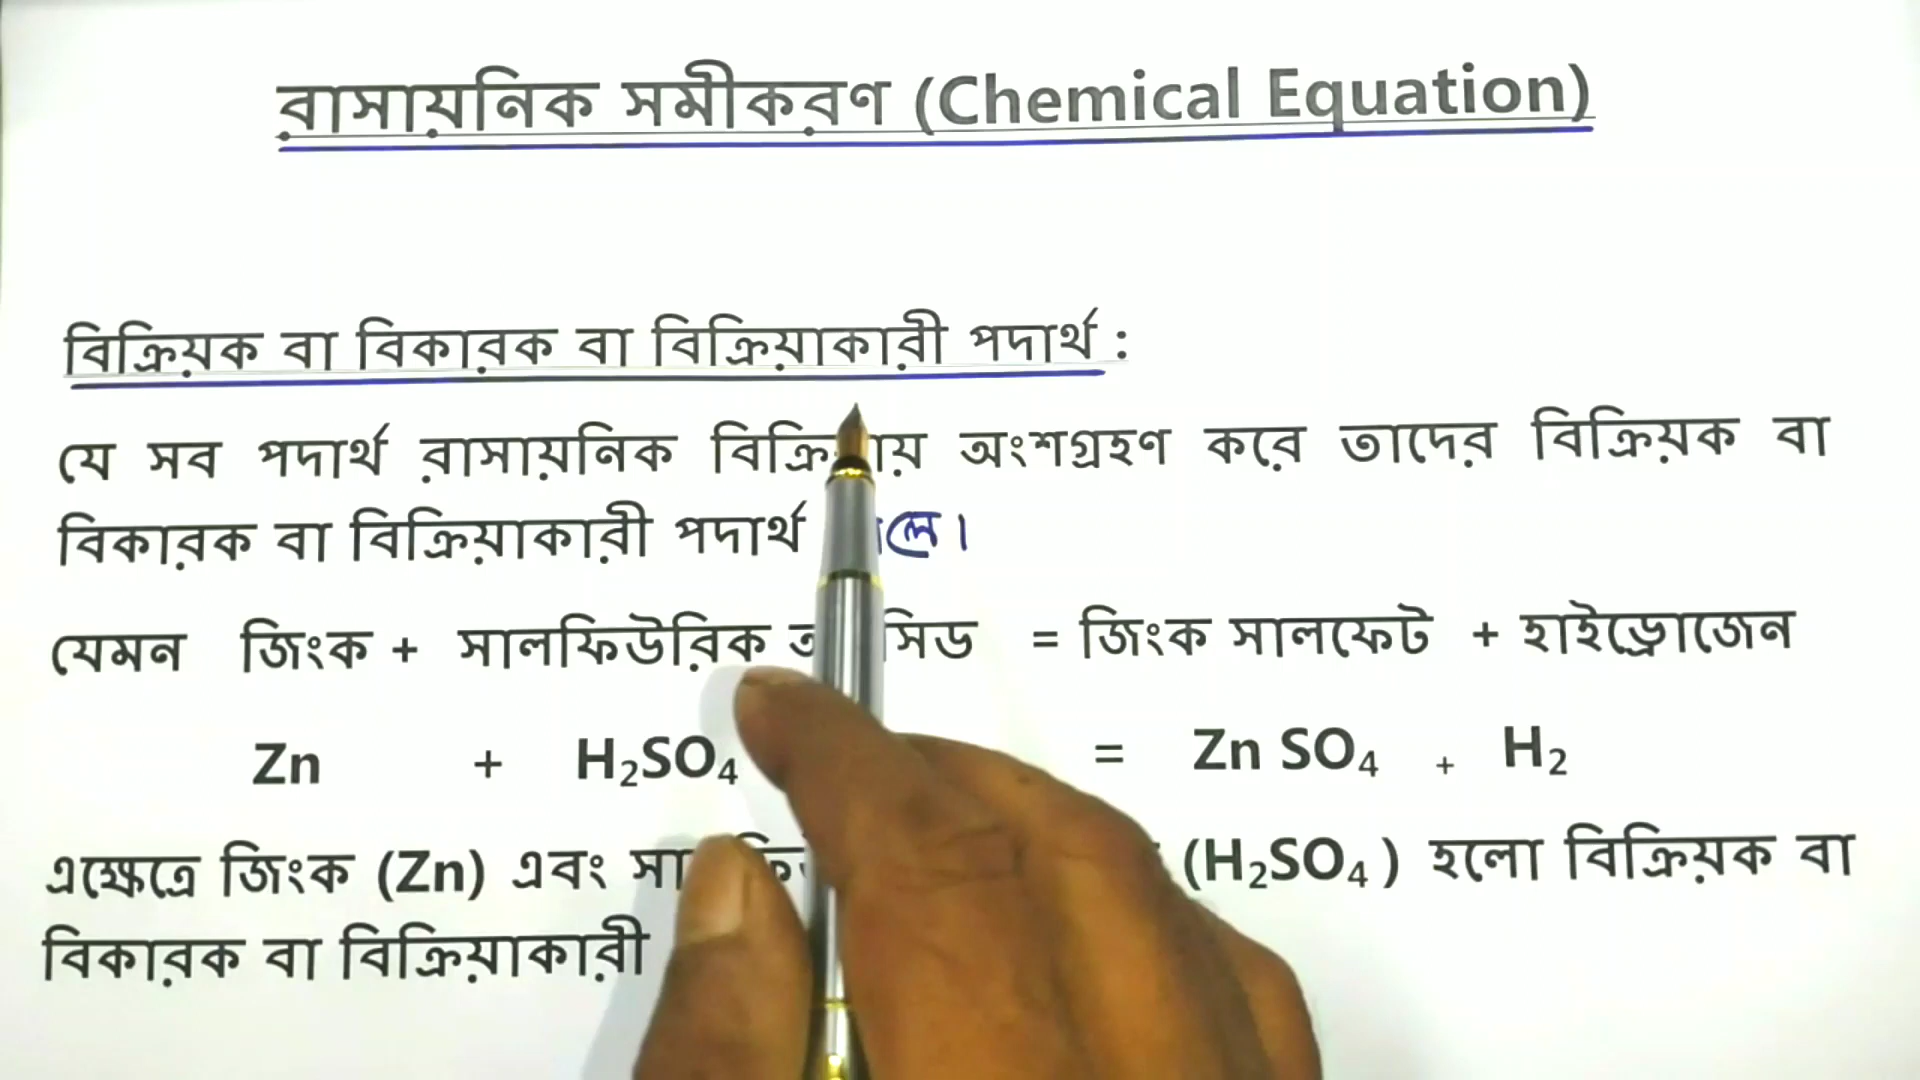 রাসায়নিক সমীকরণ (Chemical Equation)
বিক্রিয়ক বা বিকারক বা বিক্রিয়াকারী পদার্থ :
যে সব পদার্থ রাসায়নিক বিক্রিয়ায় অংশগ্রহণ করে তাদের বিক্রিয়ক বা
বিকারক বা বিক্রিয়াকারী পদার্থ বলে।
যেমন জিংক + সালফিউরিক অ্যাসিড = জিংক সালফেট + হাইড্রোজেন
Zn + H₂SO₄ = Zn SO₄ + H₂
এক্ষেত্রে জিংক (Zn) এবং (H₂SO₄ ) হলো বিক্রিয়ক বা
বিকারক বা বিক্রিয়াকারী